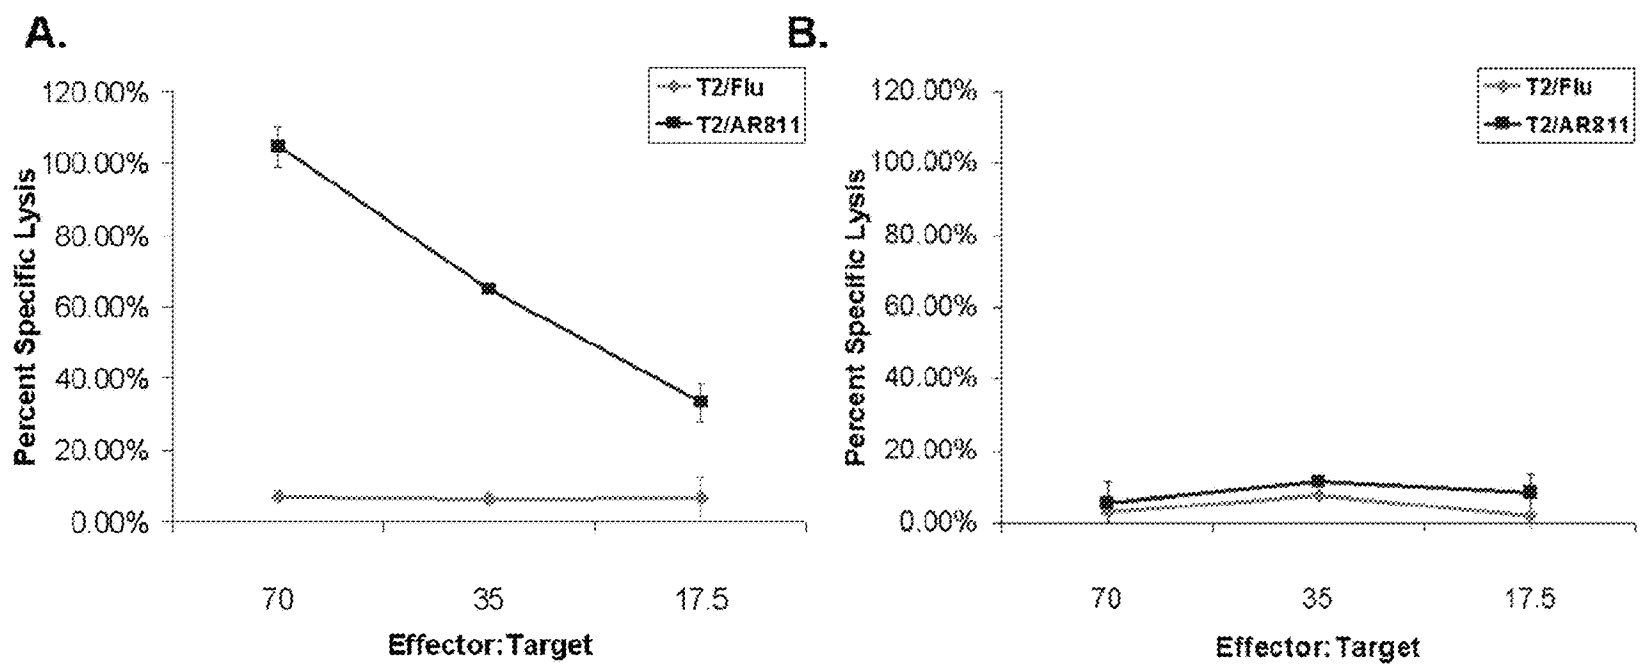 A.
T2/Flu
T2/AR811
120.00%
100.00%
80.00%
60.00%
40.00%
20.00%
0.00%
Percent Specific Lysis
70 35 17.5
Effector:Target
B.
T2/Flu
T2/AR811
120.00%
100.00%
80.00%
60.00%
40.00%
20.00%
0.00%
Percent Specific Lysis
70 35 17.5
Effector:Target